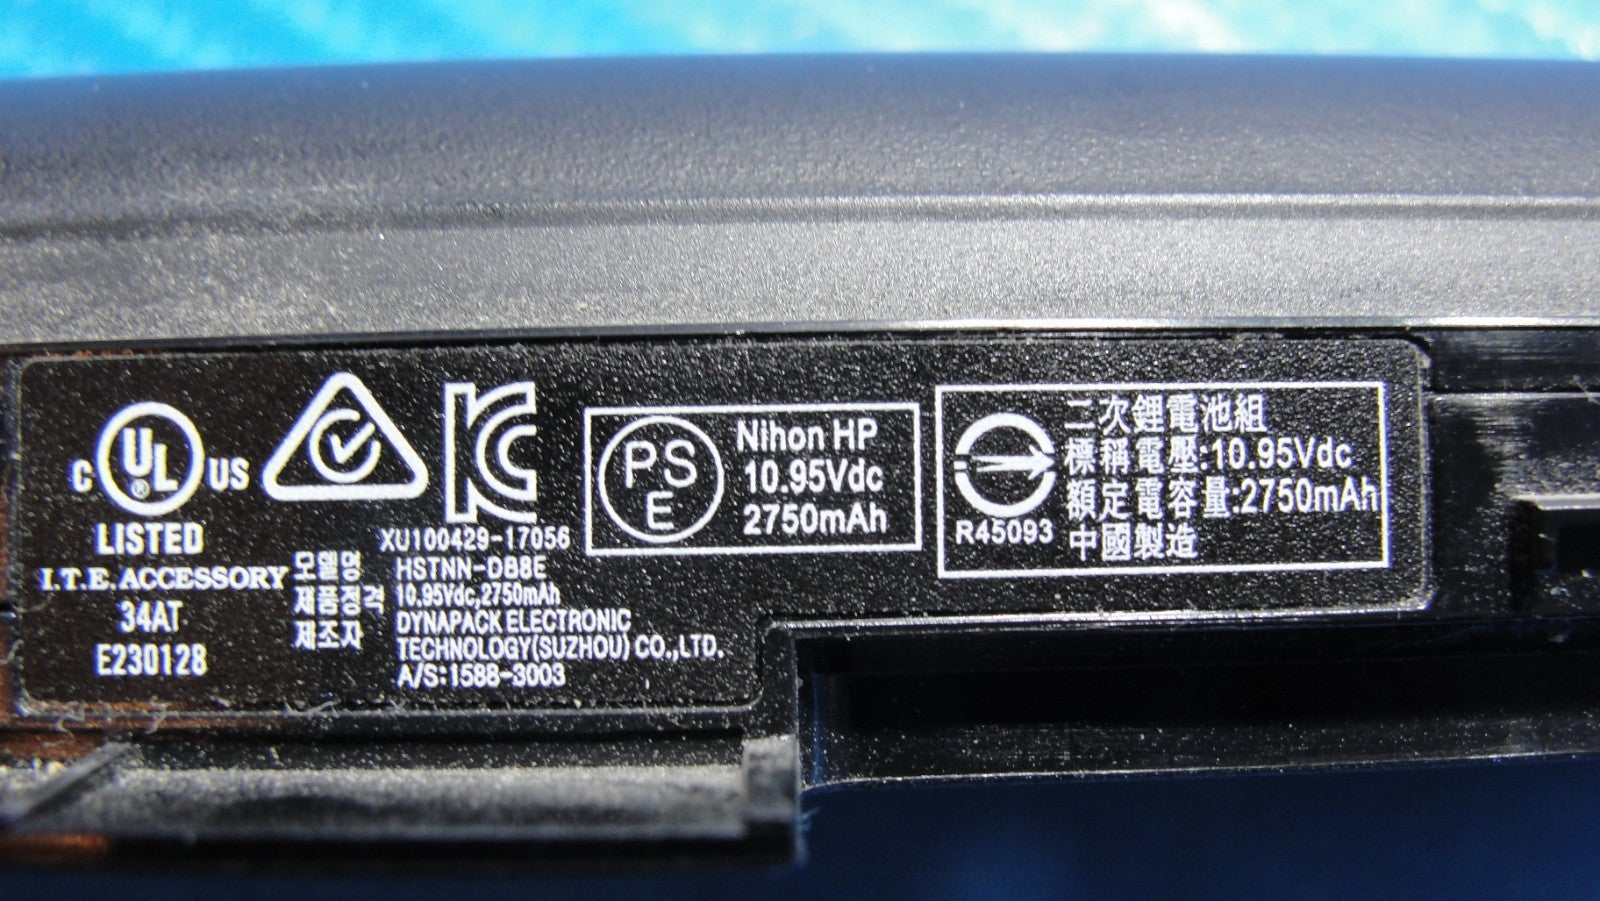 C UL ® US
LISTED
I.T.E. ACCESSORY
34AT
E230128
XU100429-17056
모델명 HSTNN-DB8E
제품정격 10.95Vdc,2750mAh
제조자 DYNAPACK ELECTRONIC
TECHNOLOGY(SUZHOU) CO.,LTD.
A/S:1588-3003
PS
E
Nihon HP
10.95Vdc
2750mAh
R45093
二次鋰電池組
標稱電壓:10.95Vdc
額定電容量:2750mAh
中國製造